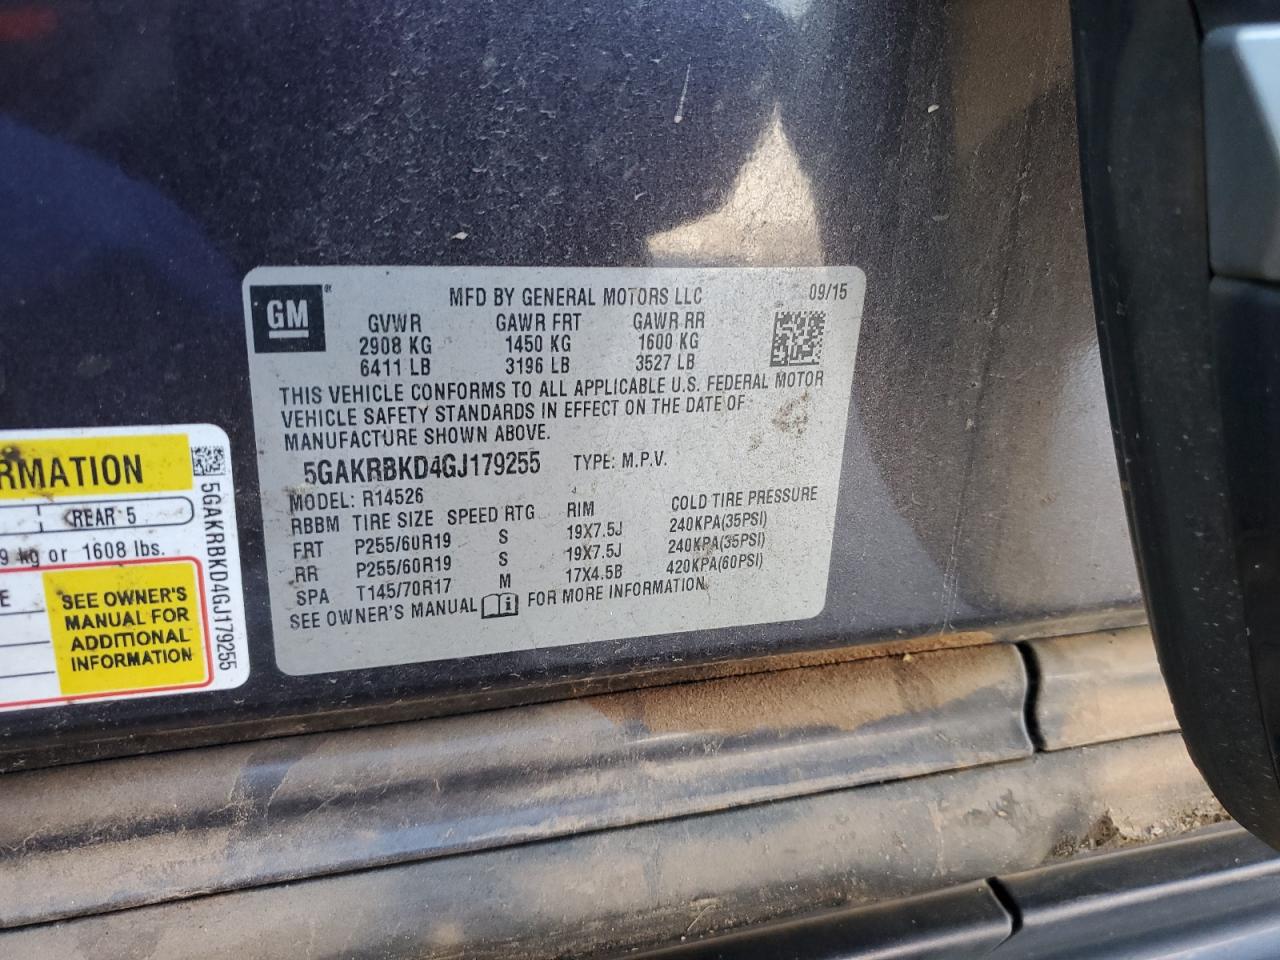 GM®
MFD BY GENERAL MOTORS LLC 09/15
GVWR GAWR FRT GAWR RR
2908 KG 1450 KG 1600 KG
6411 LB 3196 LB 3527 LB
THIS VEHICLE CONFORMS TO ALL APPLICABLE U.S. FEDERAL MOTOR
VEHICLE SAFETY STANDARDS IN EFFECT ON THE DATE OF
MANUFACTURE SHOWN ABOVE.
5GAKRBKD4GJ179255 TYPE: M.P.V.
MODEL: R14526
RBBM TIRE SIZE SPEED RTG RIM COLD TIRE PRESSURE
FRT P255/60R19 S 19X7.5J 240KPA(35PSI)
RR P255/60R19 S 19X7.5J 240KPA(35PSI)
SPA T145/70R17 M 17X4.5B 420KPA(60PSI)
SEE OWNER'S MANUAL FOR MORE INFORMATION
RMATION
REAR 5
9 kg or 1608 lbs.
E
SEE OWNER'S
MANUAL FOR
ADDITIONAL
INFORMATION
5GAKRBKD4GJ179255